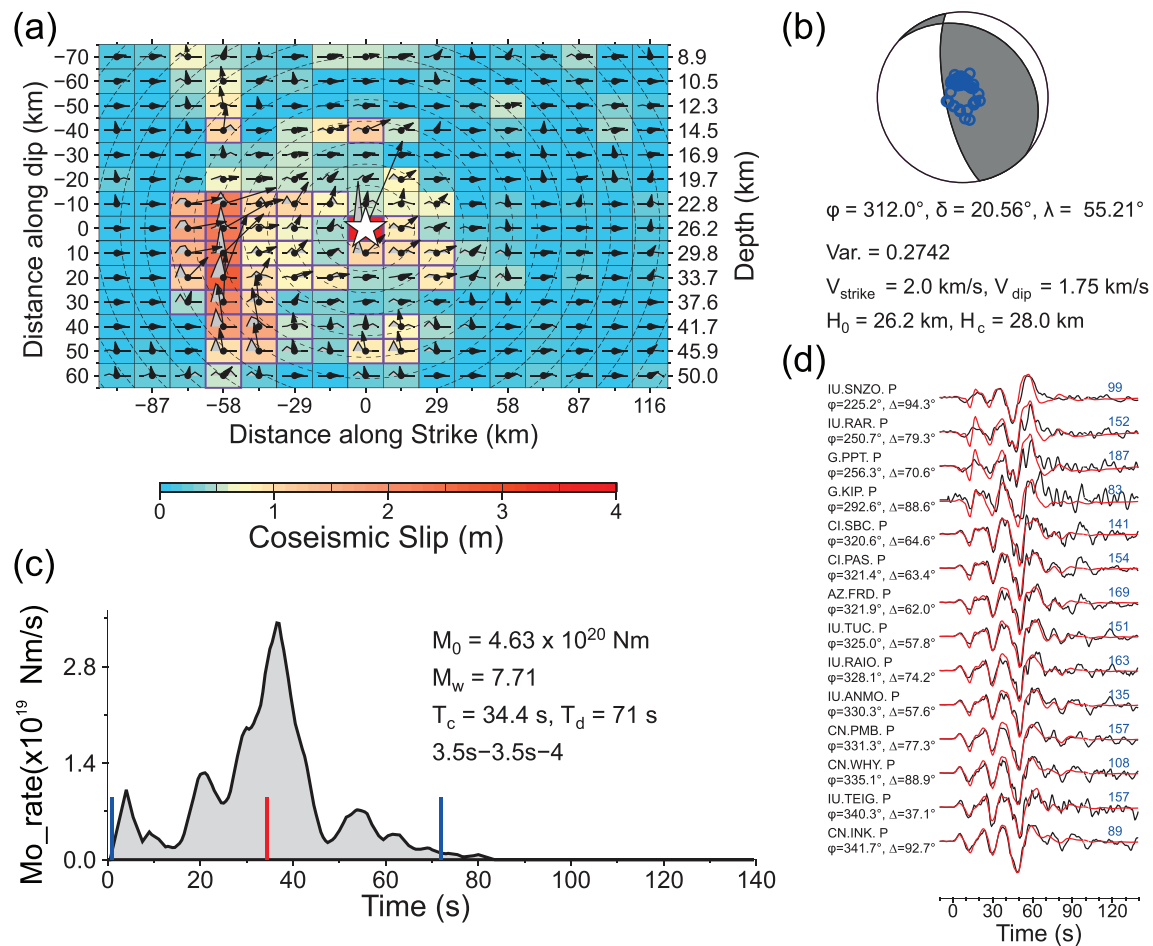 (a)
−70
−60
−50
−40
−30
−20
−10
0
10
20
30
40
50
60
Distance along dip (km)
8.9
10.5
12.3
14.5
16.9
19.7
22.8
26.2
29.8
33.7
37.6
41.7
45.9
50.0
Depth (km)
−87 −58 −29 0 29 58 87 116
Distance along Strike (km)
0 1 2 3 4
Coseismic Slip (m)
(b)
φ = 312.0°, δ = 20.56°, λ = 55.21°
Var. = 0.2742
Vstrike = 2.0 km/s, Vdip = 1.75 km/s
H0 = 26.2 km, Hc = 28.0 km
(c)
Mo_rate(x10^19 Nm/s)
2.8
1.4
0.0
M0 = 4.63 x 10^20 Nm
Mw = 7.71
Tc = 34.4 s, Td = 71 s
3.5s−3.5s−4
0 20 40 60 80 100 120 140
Time (s)
(d)
IU.SNZO. P 99
φ=225.2°, Δ=94.3°
IU.RAR. P 152
φ=250.7°, Δ=79.3°
G.PPT. P 187
φ=256.3°, Δ=70.6°
G.KIP. P 83
φ=292.6°, Δ=88.6°
CI.SBC. P 141
φ=320.6°, Δ=64.6°
CI.PAS. P 154
φ=321.4°, Δ=63.4°
AZ.FRD. P 169
φ=321.9°, Δ=62.0°
IU.TUC. P 151
φ=325.0°, Δ=57.8°
IU.RAIO. P 163
φ=328.1°, Δ=74.2°
IU.ANMO. P 135
φ=330.3°, Δ=57.6°
CN.PMB. P 157
φ=331.3°, Δ=77.3°
CN.WHY. P 108
φ=335.1°, Δ=88.9°
IU.TEIG. P 157
φ=340.3°, Δ=37.1°
CN.INK. P 89
φ=341.7°, Δ=92.7°
0 30 60 90 120
Time (s)